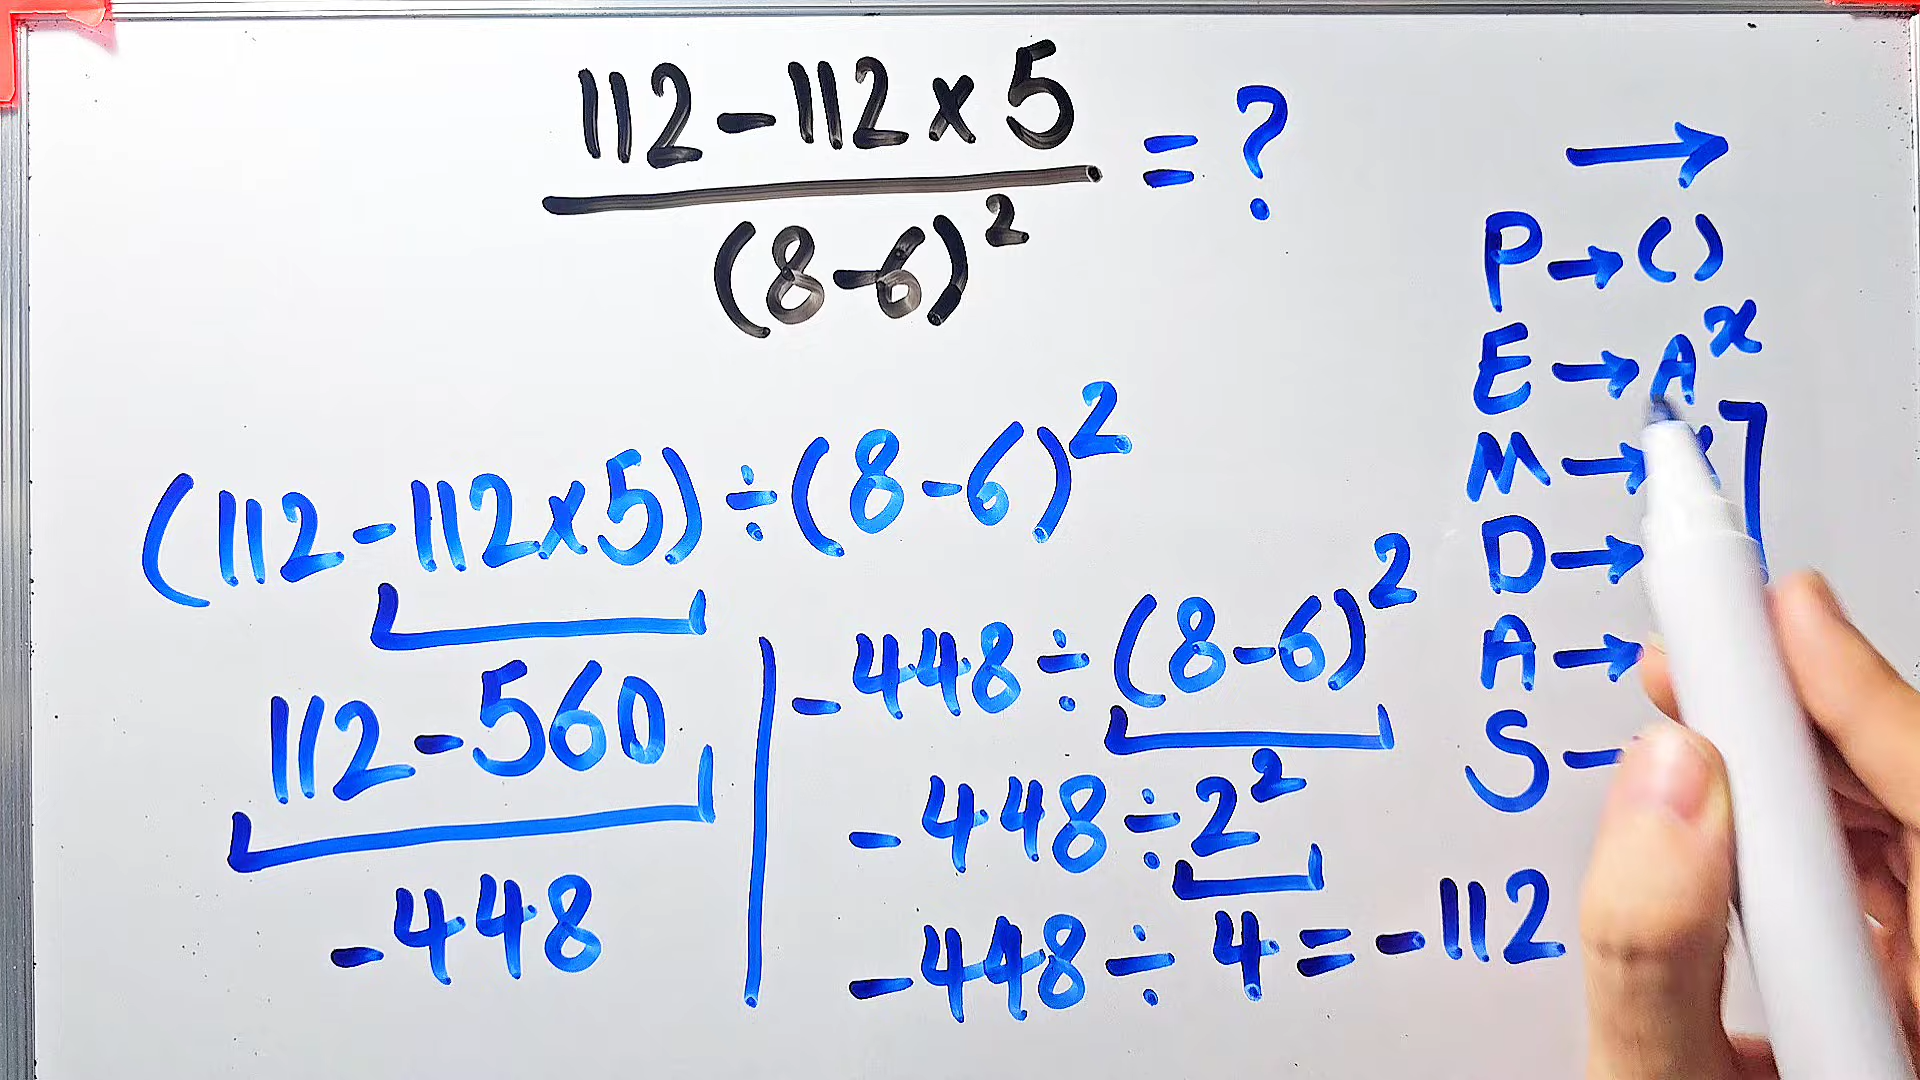 112-112×5
= ?
(8-6)²
(112-112×5)÷(8-6)²
112-560
-448
-448÷(8-6)²
-448÷2²
-448÷4=-112
→
P→()
E→Aˣ
M→
D→
A→
S-